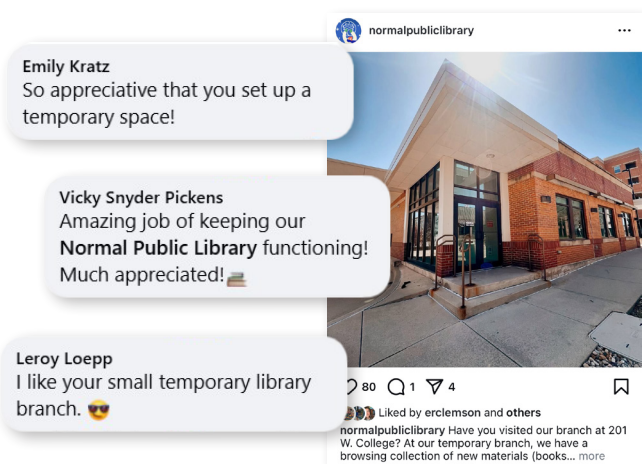 Emily Kratz
So appreciative that you set up a
temporary space!
Vicky Snyder Pickens
Amazing job of keeping our
Normal Public Library functioning!
Much appreciated!📚
Leroy Loepp
I like your small temporary library
branch. 😎
normalpubliclibrary
80 1 4
Liked by erclemson and others
normalpubliclibrary Have you visited our branch at 201
W. College? At our temporary branch, we have a
browsing collection of new materials (books... more